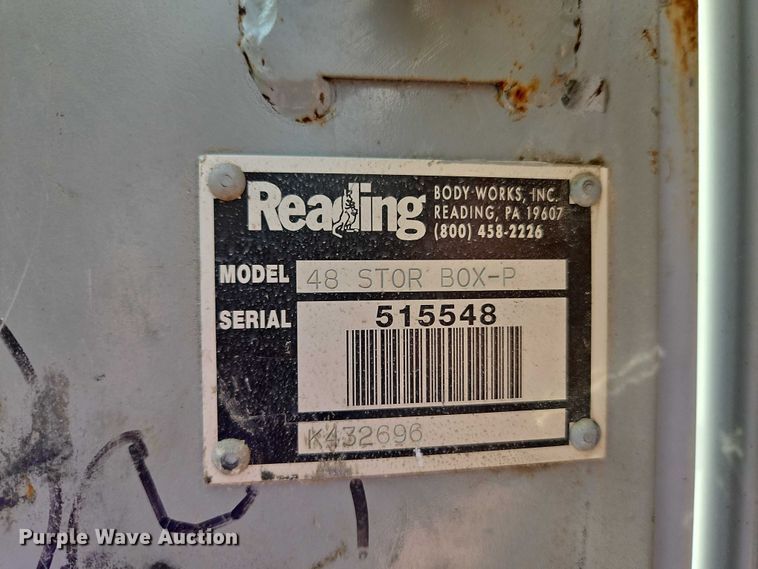 Reading
BODY WORKS, INC.
READING, PA 19607
(800) 458-2226
MODEL 48 STOR BOX-P
SERIAL 515548
K432696
Purple Wave Auction